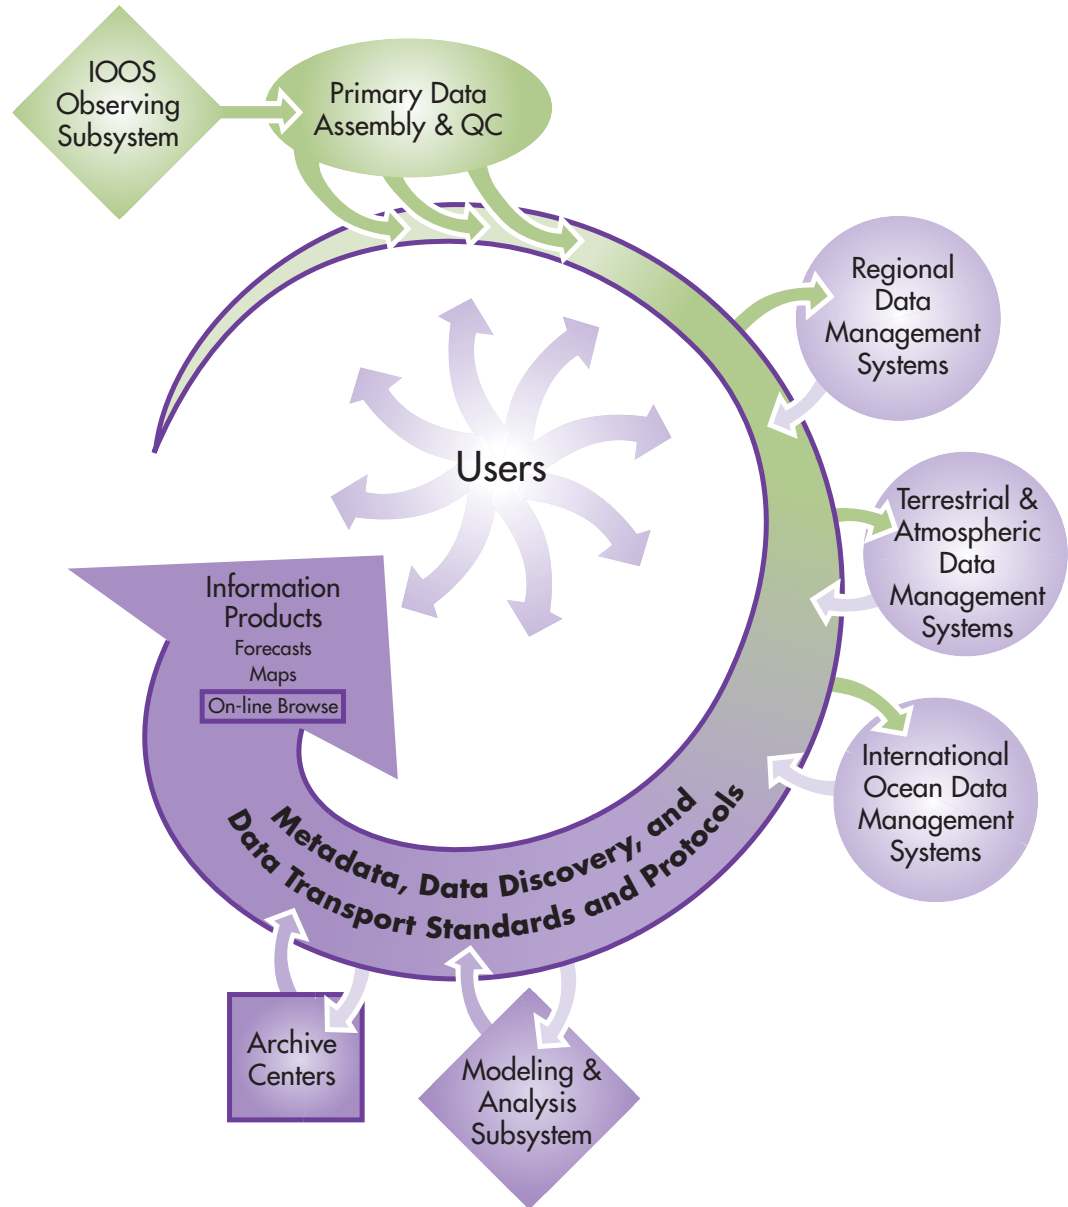 IOOS
Observing
Subsystem
Primary Data
Assembly & QC
Regional
Data
Management
Systems
Users
Terrestrial &
Atmospheric
Data
Management
Systems
Information
Products
Forecasts
Maps
On-line Browse
International
Ocean Data
Management
Systems
Metadata, Data Discovery, and
Data Transport Standards and Protocols
Archive
Centers
Modeling &
Analysis
Subsystem